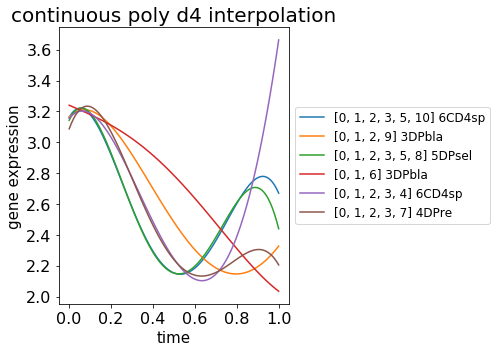 continuous poly d4 interpolation
gene expression
3.6
3.4
3.2
3.0
2.8
2.6
2.4
2.2
2.0
0.0 0.2 0.4 0.6 0.8 1.0
time
[0, 1, 2, 3, 5, 10] 6CD4sp
[0, 1, 2, 9] 3DPbla
[0, 1, 2, 3, 5, 8] 5DPsel
[0, 1, 6] 3DPbla
[0, 1, 2, 3, 4] 6CD4sp
[0, 1, 2, 3, 7] 4DPre